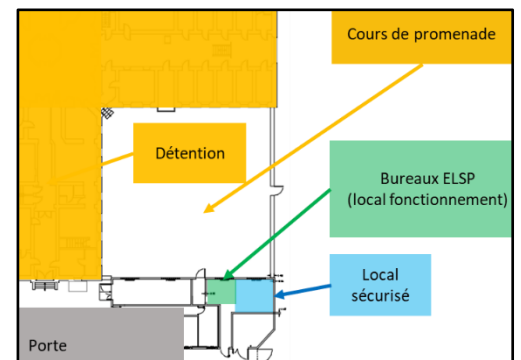 Cours de promenade
Détention
Bureaux ELSP
(local fonctionnement)
Local
sécurisé
Porte